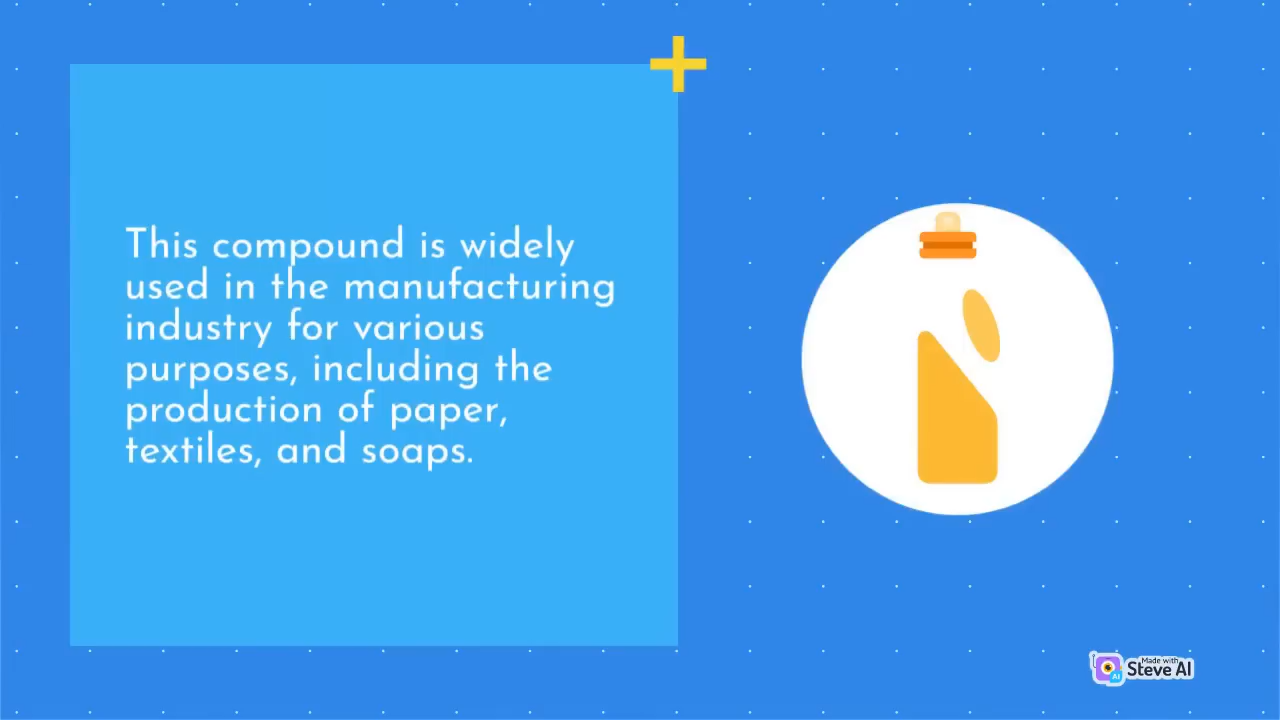 This compound is widely
used in the manufacturing
industry for various
purposes, including the
production of paper,
textiles, and soaps.
Made with
Steve AI
AI